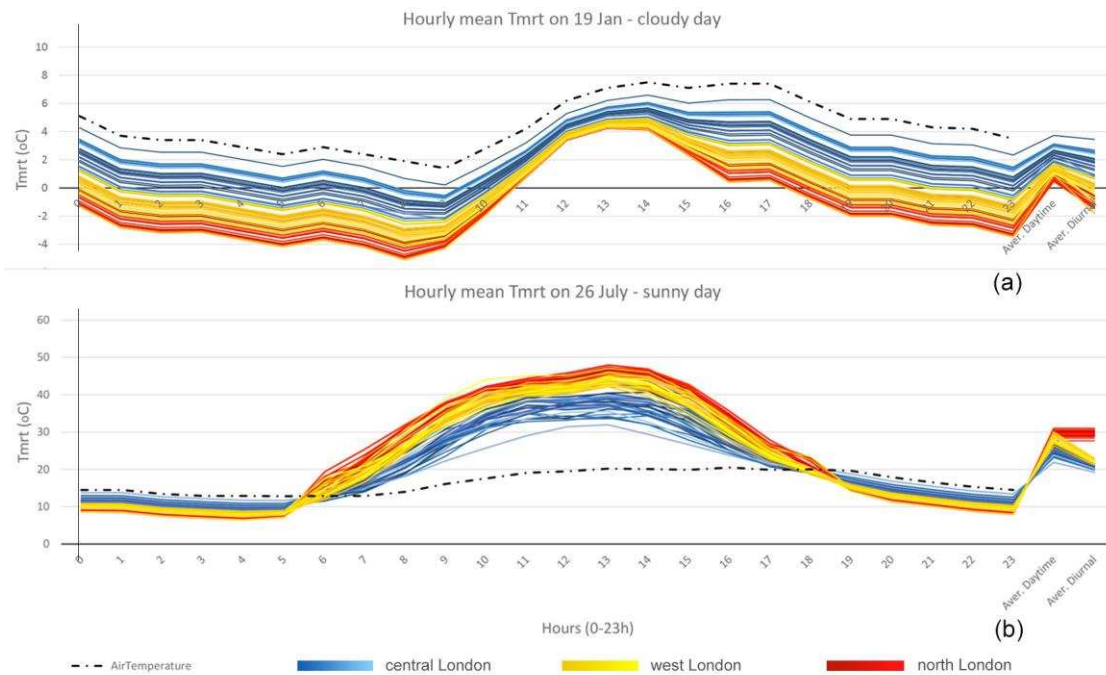 Hourly mean Tmrt on 19 Jan - cloudy day
10
8
6
4
2
0
-2
-4
Tmrt (oC)
0 1 2 3 4 5 6 7 8 9 10 11 12 13 14 15 16 17 18 19 20 21 22 23 Aver. Daytime Aver. Diurnal
(a)
Hourly mean Tmrt on 26 July - sunny day
60
50
40
30
20
10
0
Tmrt (oC)
0 1 2 3 4 5 6 7 8 9 10 11 12 13 14 15 16 17 18 19 20 21 22 23 Aver. Daytime Aver. Diurnal
Hours (0-23h)
(b)
AirTemperature central London west London north London